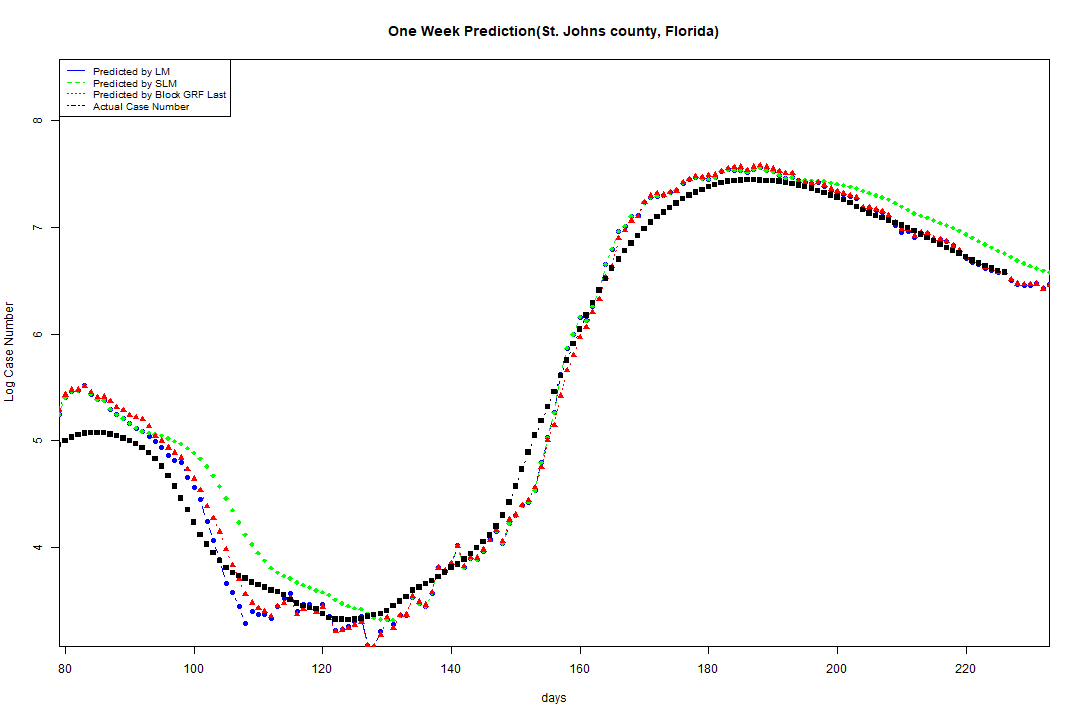 One Week Prediction(St. Johns county, Florida)
Predicted by LM
Predicted by SLM
Predicted by Block GRF Last
Actual Case Number
Log Case Number
8
7
6
5
4
80 100 120 140 160 180 200 220
days